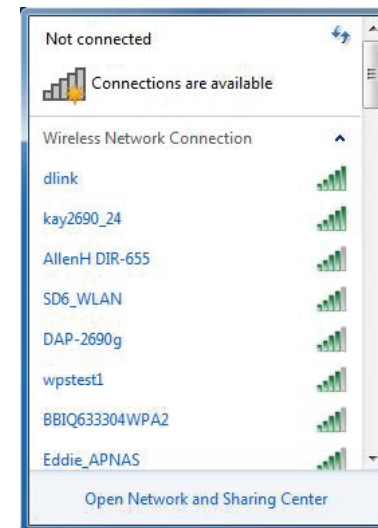 Not connected
Connections are available
Wireless Network Connection
dlink
kay2690_24
AllenH DIR-655
SD6_WLAN
DAP-2690g
wpstest1
BBIQ633304WPA2
Eddie_APNAS
Open Network and Sharing Center